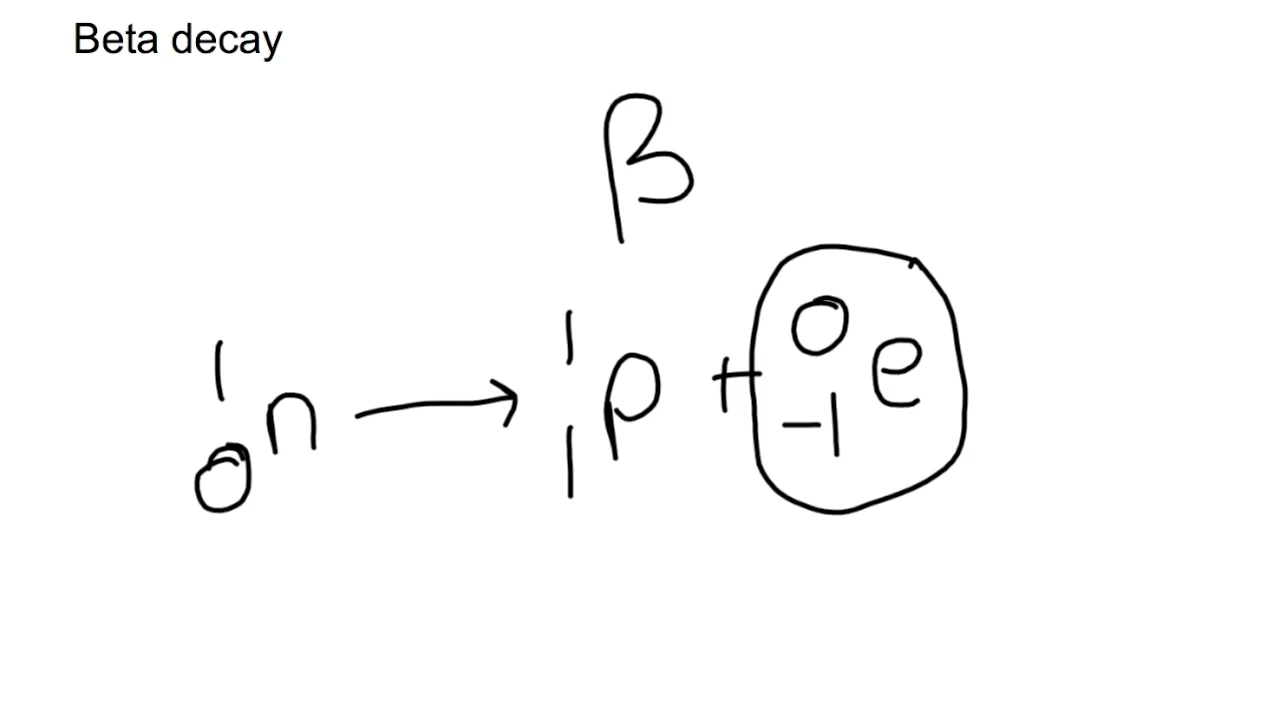 Beta decay
β
¹₀n → ¹₁p + ⁰₋₁e